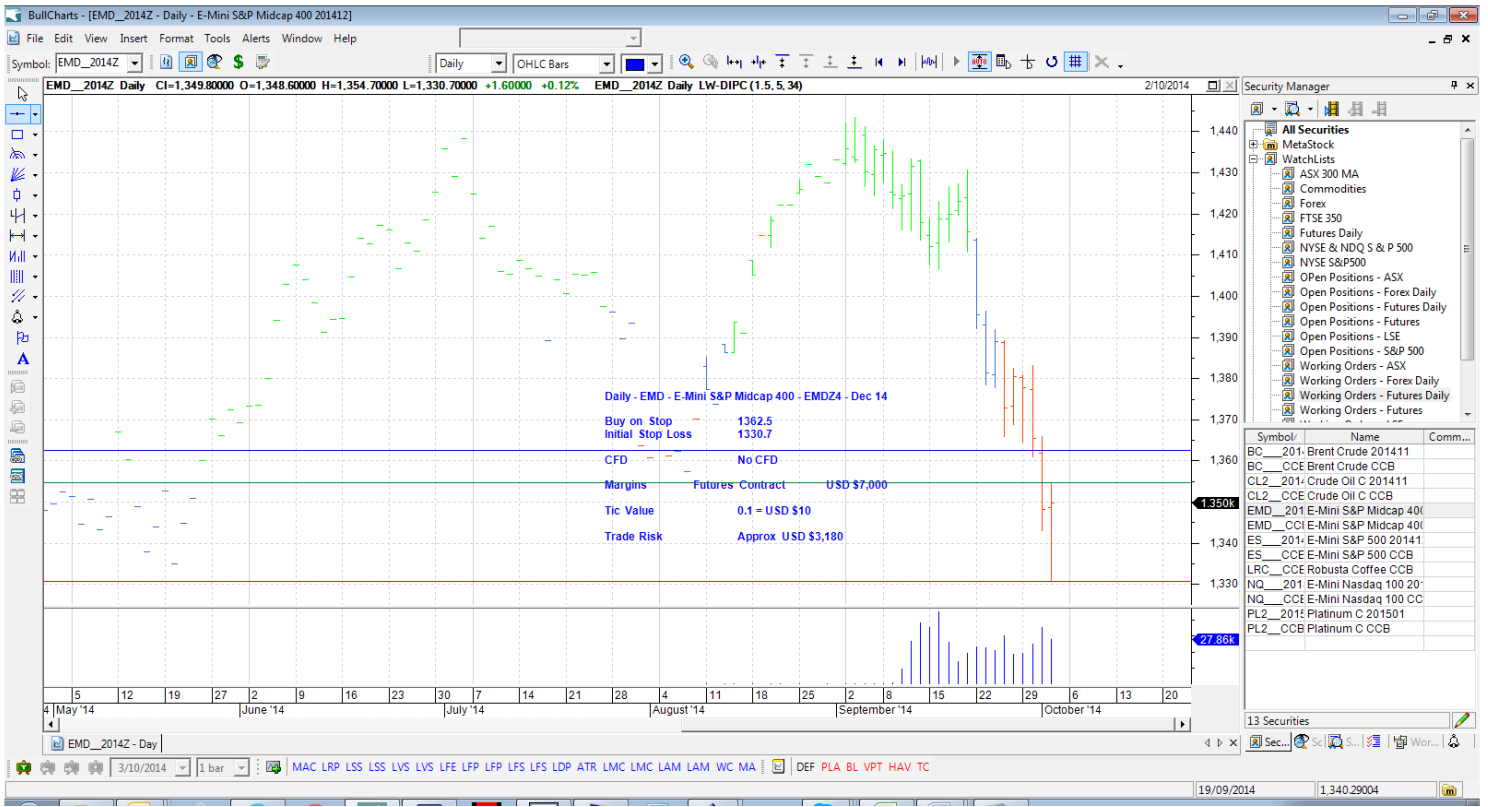 BullCharts - [EMD__2014Z - Daily - E-Mini S&P Midcap 400 201412]
File Edit View Insert Format Tools Alerts Window Help
Symbol: EMD__2014Z Daily OHLC Bars
EMD__2014Z Daily Cl=1,349.80000 O=1,348.60000 H=1,354.70000 L=1,330.70000 +1.60000 +0.12% EMD__2014Z Daily LW-DIPC (1.5, 5, 34) 2/10/2014
1,440
1,430
1,420
1,410
1,400
1,390
1,380
1,370
1,360
1.350k
1,340
1,330
27.86k
Daily - EMD - E-Mini S&P Midcap 400 - EMDZ4 - Dec 14
Buy on Stop 1362.5
Initial Stop Loss 1330.7
CFD No CFD
Margins Futures Contract USD $7,000
Tic Value 0.1 = USD $10
Trade Risk Approx USD $3,180
5 12 19 27 2 9 16 23 30 7 14 21 28 4 11 18 25 2 8 15 22 29 6 13 20
4 May '14 June '14 July '14 August '14 September '14 October '14
EMD__2014Z - Day
3/10/2014 1 bar MAC LRP LSS LSS LVS LVS LFE LFP LFP LFS LFS LDP ATR LMC LMC LAM LAM WC MA DEF PLA BL VPT HAV TC
Security Manager
All Securities
MetaStock
WatchLists
ASX 300 MA
Commodities
Forex
FTSE 350
Futures Daily
NYSE & NDQ S & P 500
NYSE S&P500
OPen Positions - ASX
Open Positions - Forex Daily
Open Positions - Futures Daily
Open Positions - Futures
Open Positions - LSE
Open Positions - S&P 500
Working Orders - ASX
Working Orders - Forex Daily
Working Orders - Futures Daily
Working Orders - Futures
Symbol Name Comm...
BC___201 Brent Crude 201411
BC___CCE Brent Crude CCB
CL2__201 Crude Oil C 201411
CL2__CCE Crude Oil C CCB
EMD__201 E-Mini S&P Midcap 400
EMD__CCE E-Mini S&P Midcap 400
ES___201 E-Mini S&P 500 20141
ES___CCE E-Mini S&P 500 CCB
LRC__CCE Robusta Coffee CCB
NQ___201 E-Mini Nasdaq 100 20
NQ___CCE E-Mini Nasdaq 100 CC
PL2__2015 Platinum C 201501
PL2__CCB Platinum C CCB
13 Securities
Sec... Sc S... Wor...
19/09/2014 1,340.29004